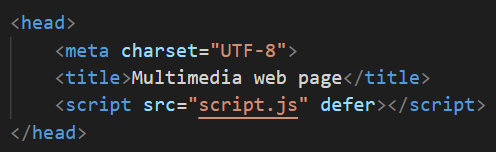 <head>
<meta charset="UTF-8">
<title>Multimedia web page</title>
<script src="script.js" defer></script>
</head>